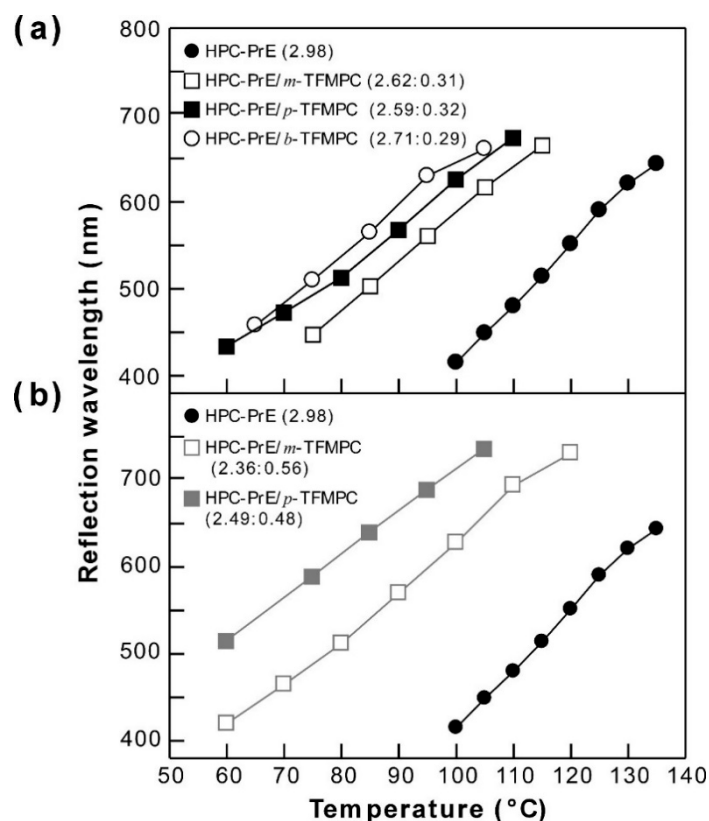 (a)
800
HPC-PrE (2.98)
HPC-PrE/m-TFMPC (2.62:0.31)
HPC-PrE/p-TFMPC (2.59:0.32)
HPC-PrE/b-TFMPC (2.71:0.29)
700
600
500
400
Reflection wavelength (nm)
(b)
HPC-PrE (2.98)
HPC-PrE/m-TFMPC
(2.36:0.56)
HPC-PrE/p-TFMPC
(2.49:0.48)
700
600
500
400
50 60 70 80 90 100 110 120 130 140
Temperature (°C)